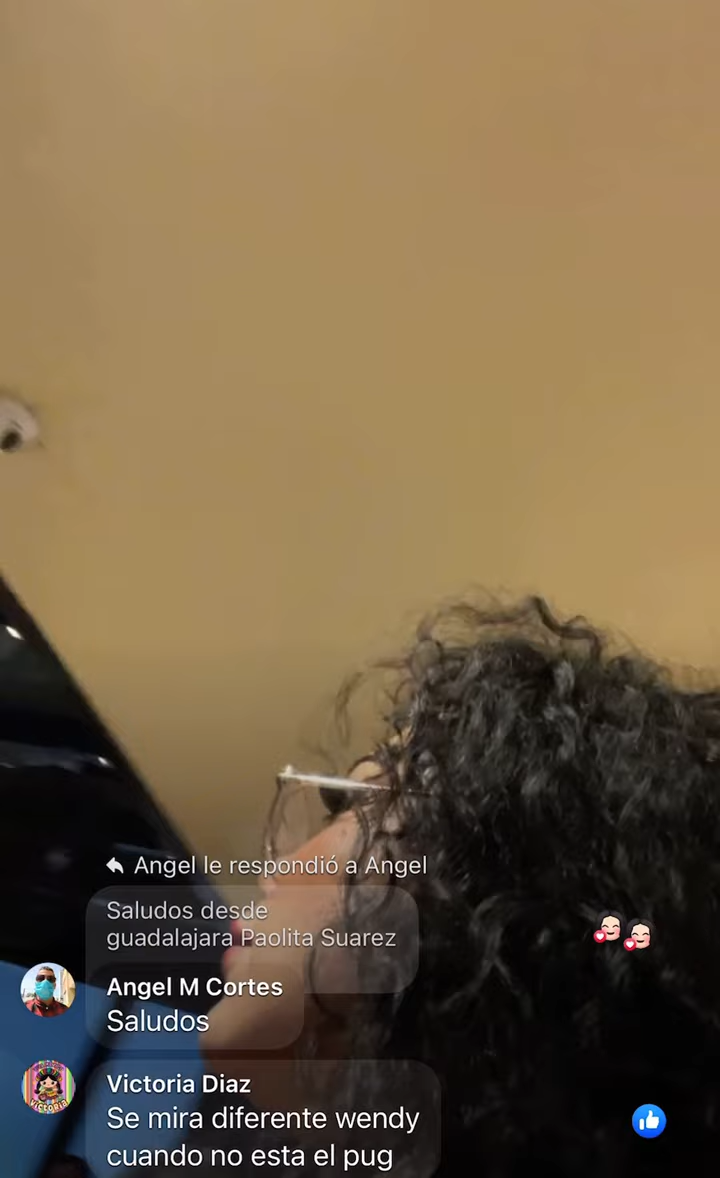 Angel le respondió a Angel
Saludos desde
guadalajara Paolita Suarez
Angel M Cortes
Saludos
VICTORIA
Victoria Diaz
Se mira diferente wendy
cuando no esta el pug